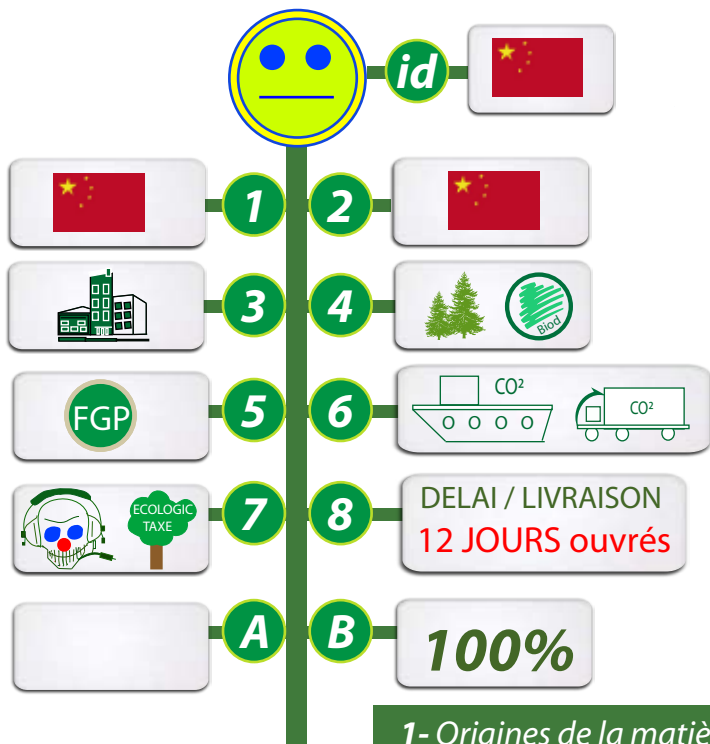 id
1
2
3
4
Biod
FGP
5
6
CO²
CO²
ECOLOGIC
TAXE
7
8
DELAI / LIVRAISON
12 JOURS ouvrés
A
B
100%
1- Origines de la matiè